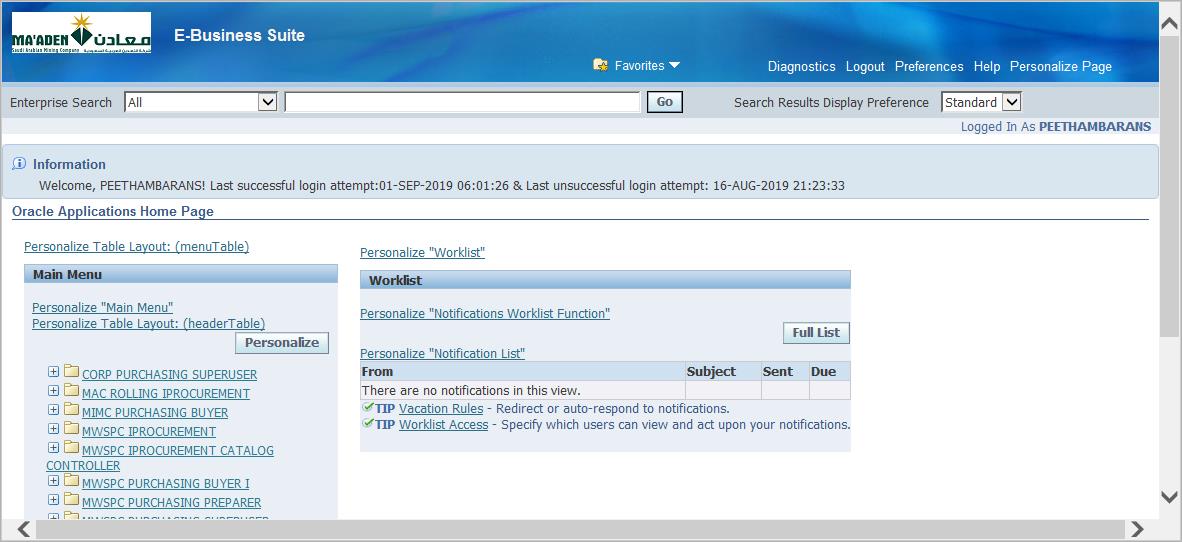 MA'ADEN معادن
Saudi Arabian Mining Company شركة التعدين العربية السعودية
E-Business Suite
Favorites
Diagnostics Logout Preferences Help Personalize Page
Enterprise Search All Go Search Results Display Preference Standard
Logged In As PEETHAMBARANS
Information
Welcome, PEETHAMBARANS! Last successful login attempt:01-SEP-2019 06:01:26 & Last unsuccessful login attempt: 16-AUG-2019 21:23:33
Oracle Applications Home Page
Personalize Table Layout: (menuTable)
Main Menu
Personalize "Main Menu"
Personalize Table Layout: (headerTable)
Personalize
CORP PURCHASING SUPERUSER
MAC ROLLING IPROCUREMENT
MIMC PURCHASING BUYER
MWSPC IPROCUREMENT
MWSPC IPROCUREMENT CATALOG
CONTROLLER
MWSPC PURCHASING BUYER I
MWSPC PURCHASING PREPARER
MWSPC PURCHASING SUPERUSER
Personalize "Worklist"
Worklist
Personalize "Notifications Worklist Function"
Full List
Personalize "Notification List"
From Subject Sent Due
There are no notifications in this view.
TIP Vacation Rules - Redirect or auto-respond to notifications.
TIP Worklist Access - Specify which users can view and act upon your notifications.